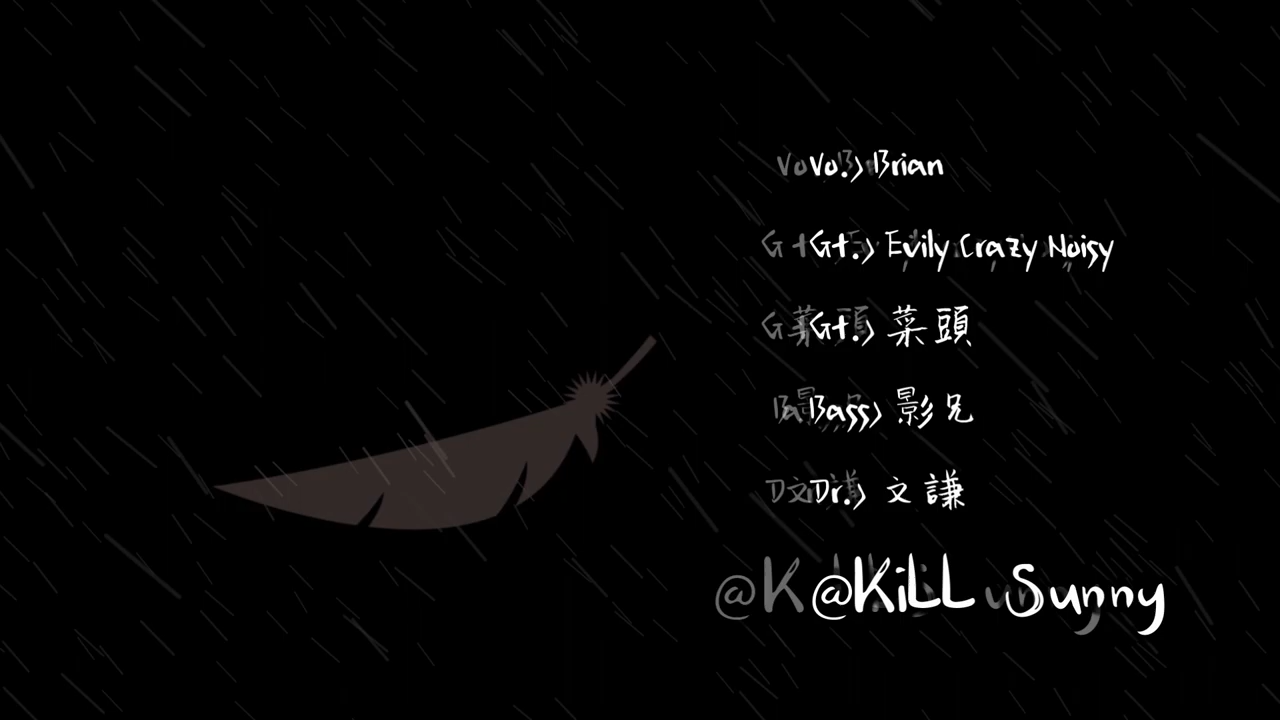 Vo.> Brian
Gt.> Evily Crazy Noisy
Gt.> 菜頭
Bass> 影兄
Dr.> 文謙
@KiLL Sunny